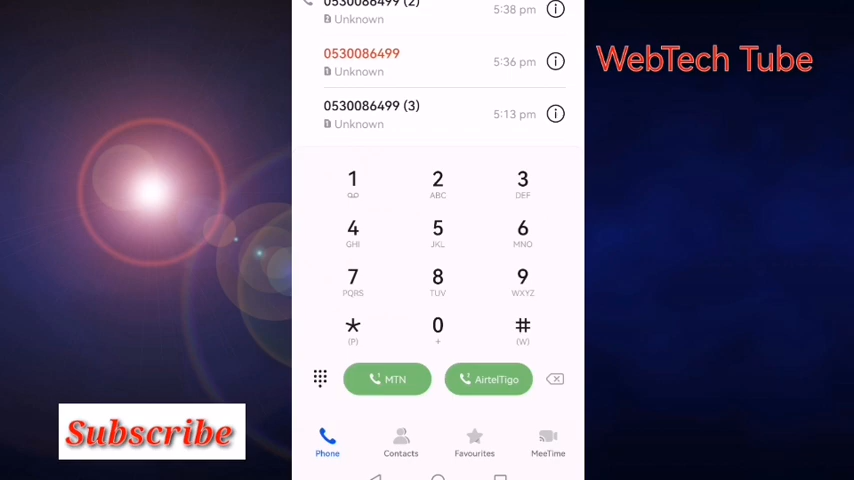 0530086499 (2)
5:38 pm
Unknown
0530086499
5:36 pm
Unknown
0530086499 (3)
5:13 pm
Unknown
WebTech Tube
1 2 3
ABC DEF
4 5 6
GHI JKL MNO
7 8 9
PQRS TUV WXYZ
* 0 #
(P) + (W)
MTN AirtelTigo
Phone Contacts Favourites MeeTime
Subscribe